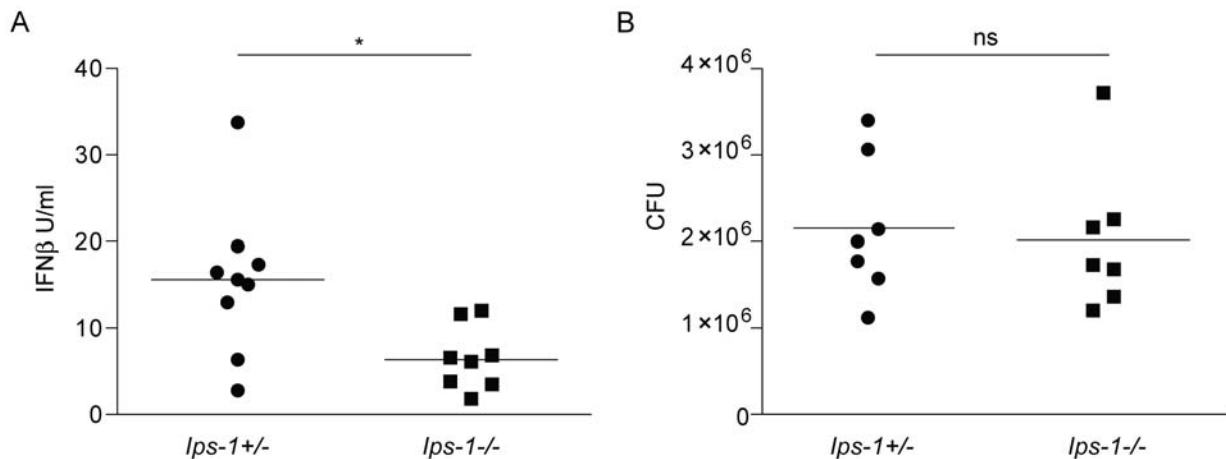 A
*
40
30
20
10
0
IFNβ U/ml
Ips-1+/-
Ips-1-/-
B
ns
4×10⁶
3×10⁶
2×10⁶
1×10⁶
0
CFU
Ips-1+/-
Ips-1-/-